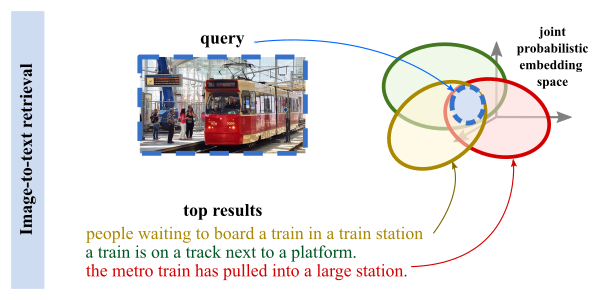 Image-to-text retrieval
query
joint
probabilistic
embedding
space
top results
people waiting to board a train in a train station
a train is on a track next to a platform.
the metro train has pulled into a large station.